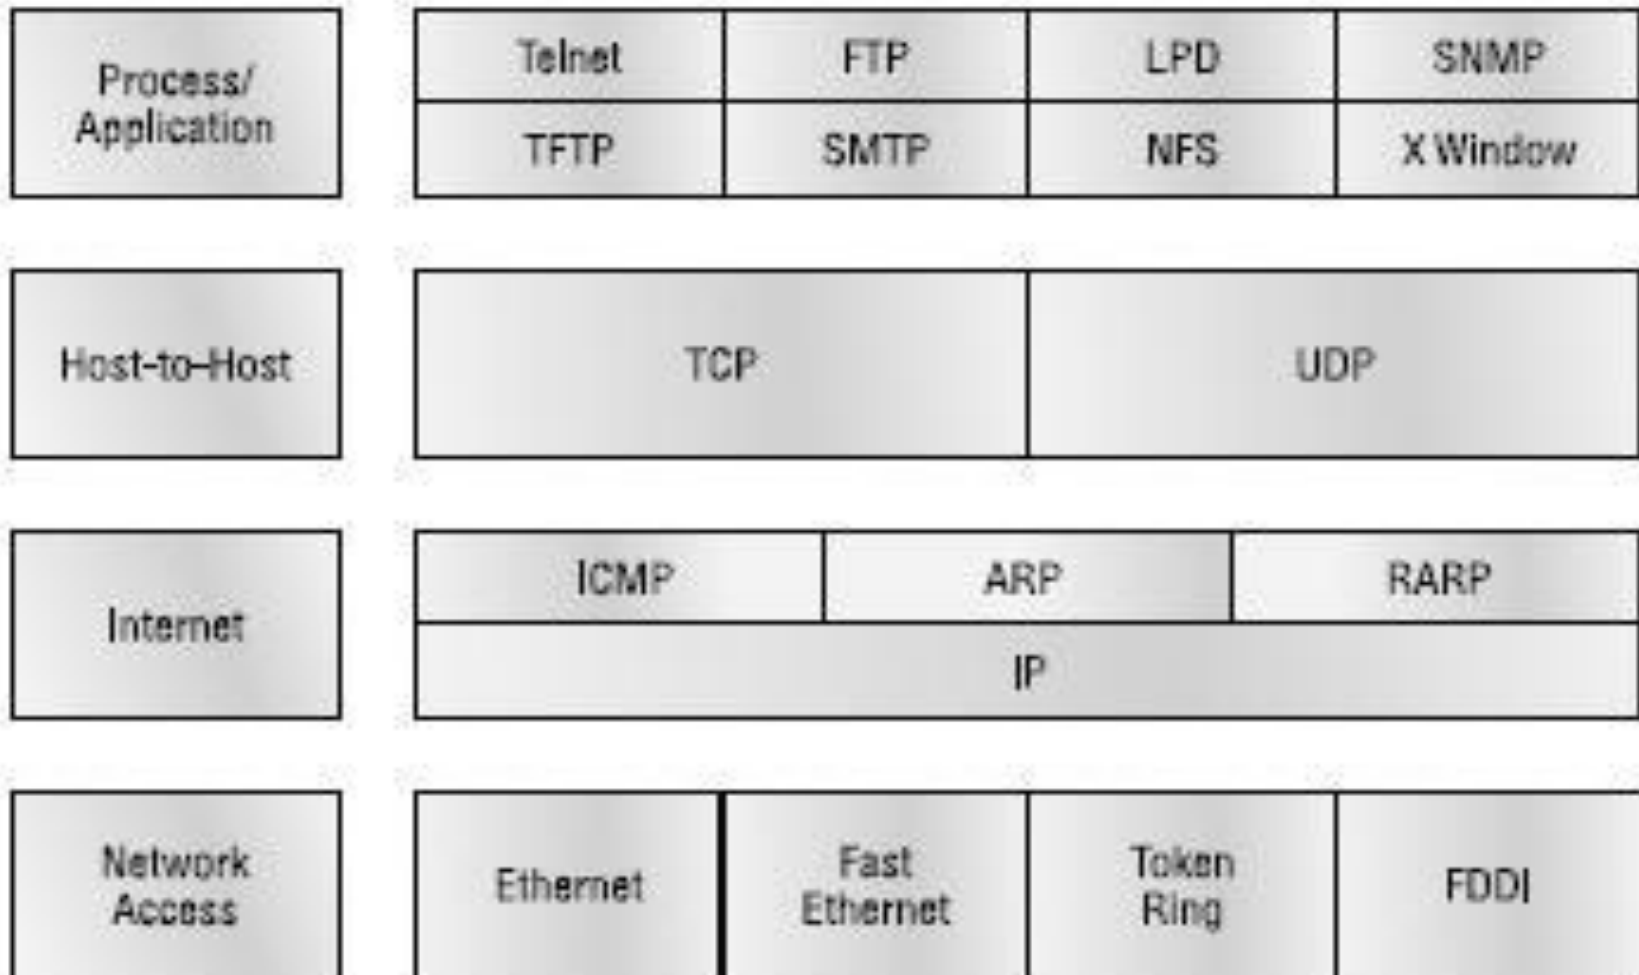 Process/
Application
Telnet FTP LPD SNMP
TFTP SMTP NFS X Window
Host-to-Host
TCP UDP
Internet
ICMP ARP RARP
IP
Network
Access
Ethernet
Fast
Ethernet
Token
Ring
FDDI